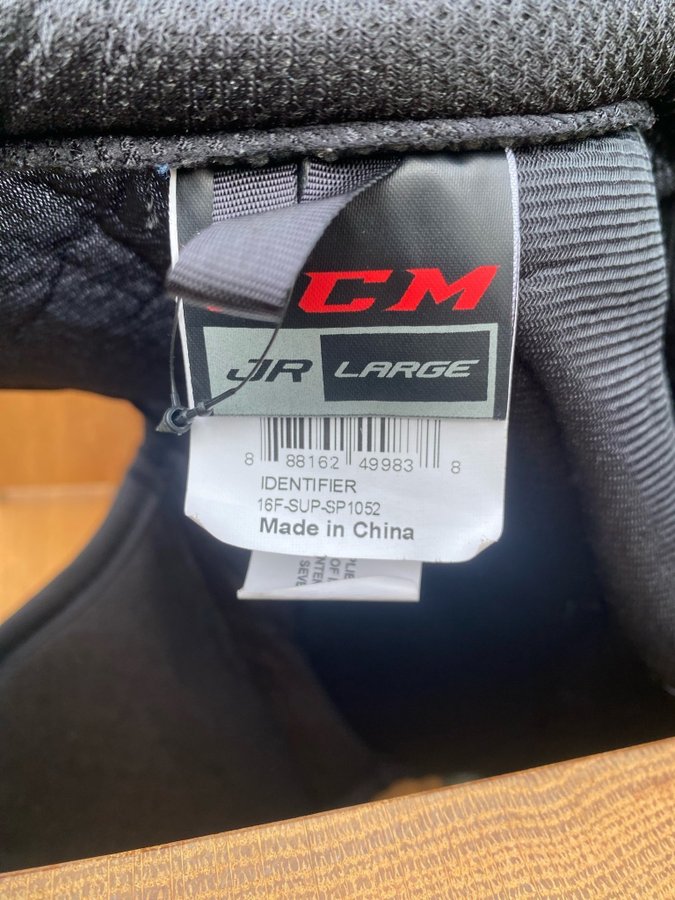 CCM
JR LARGE
8 88162 49983 8
IDENTIFIER
16F-SUP-SP1052
Made in China